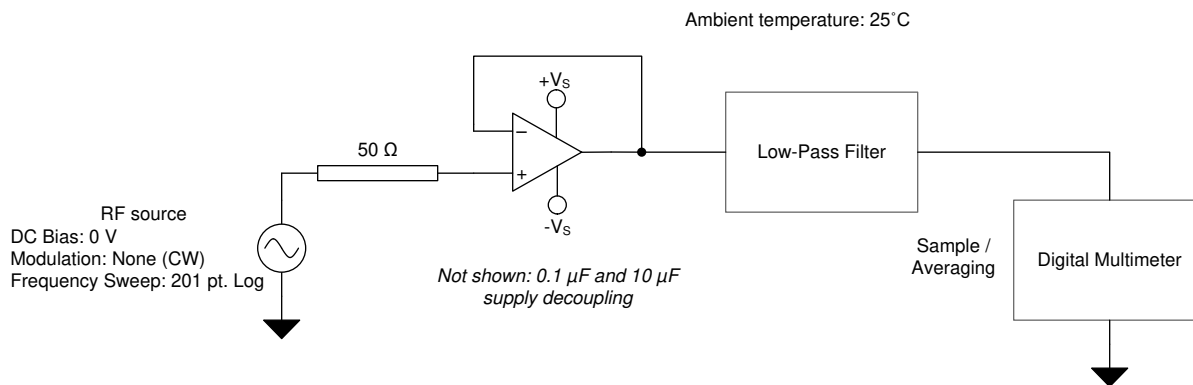 Ambient temperature: 25˚C
+VS
50 Ω
−
+
Low-Pass Filter
-VS
RF source
DC Bias: 0 V
Modulation: None (CW)
Frequency Sweep: 201 pt. Log
Not shown: 0.1 µF and 10 µF
supply decoupling
Sample /
Averaging
Digital Multimeter